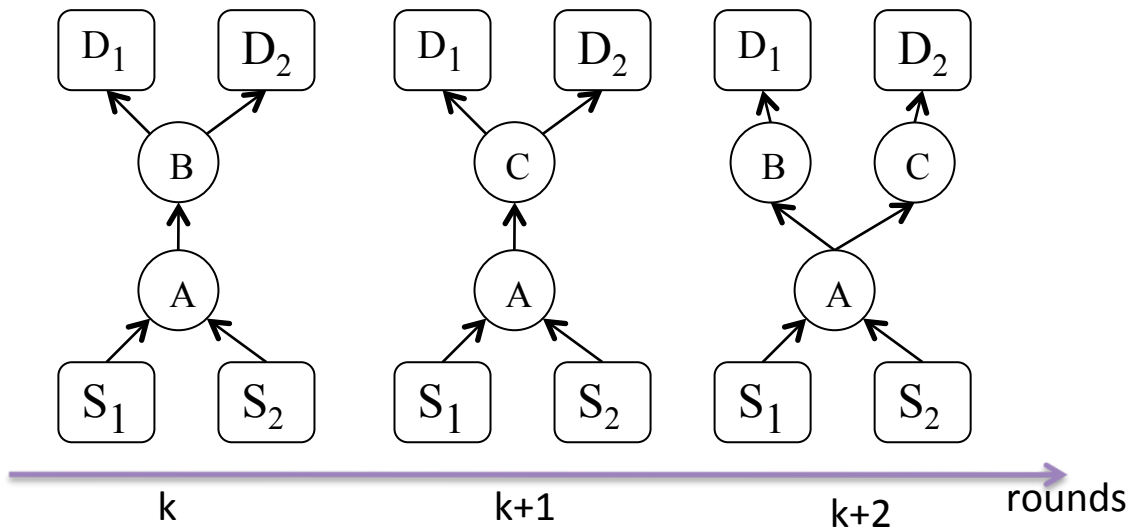 D1 D2 D1 D2 D1 D2
B C B C
A A A
S1 S2 S1 S2 S1 S2
k k+1 k+2 rounds